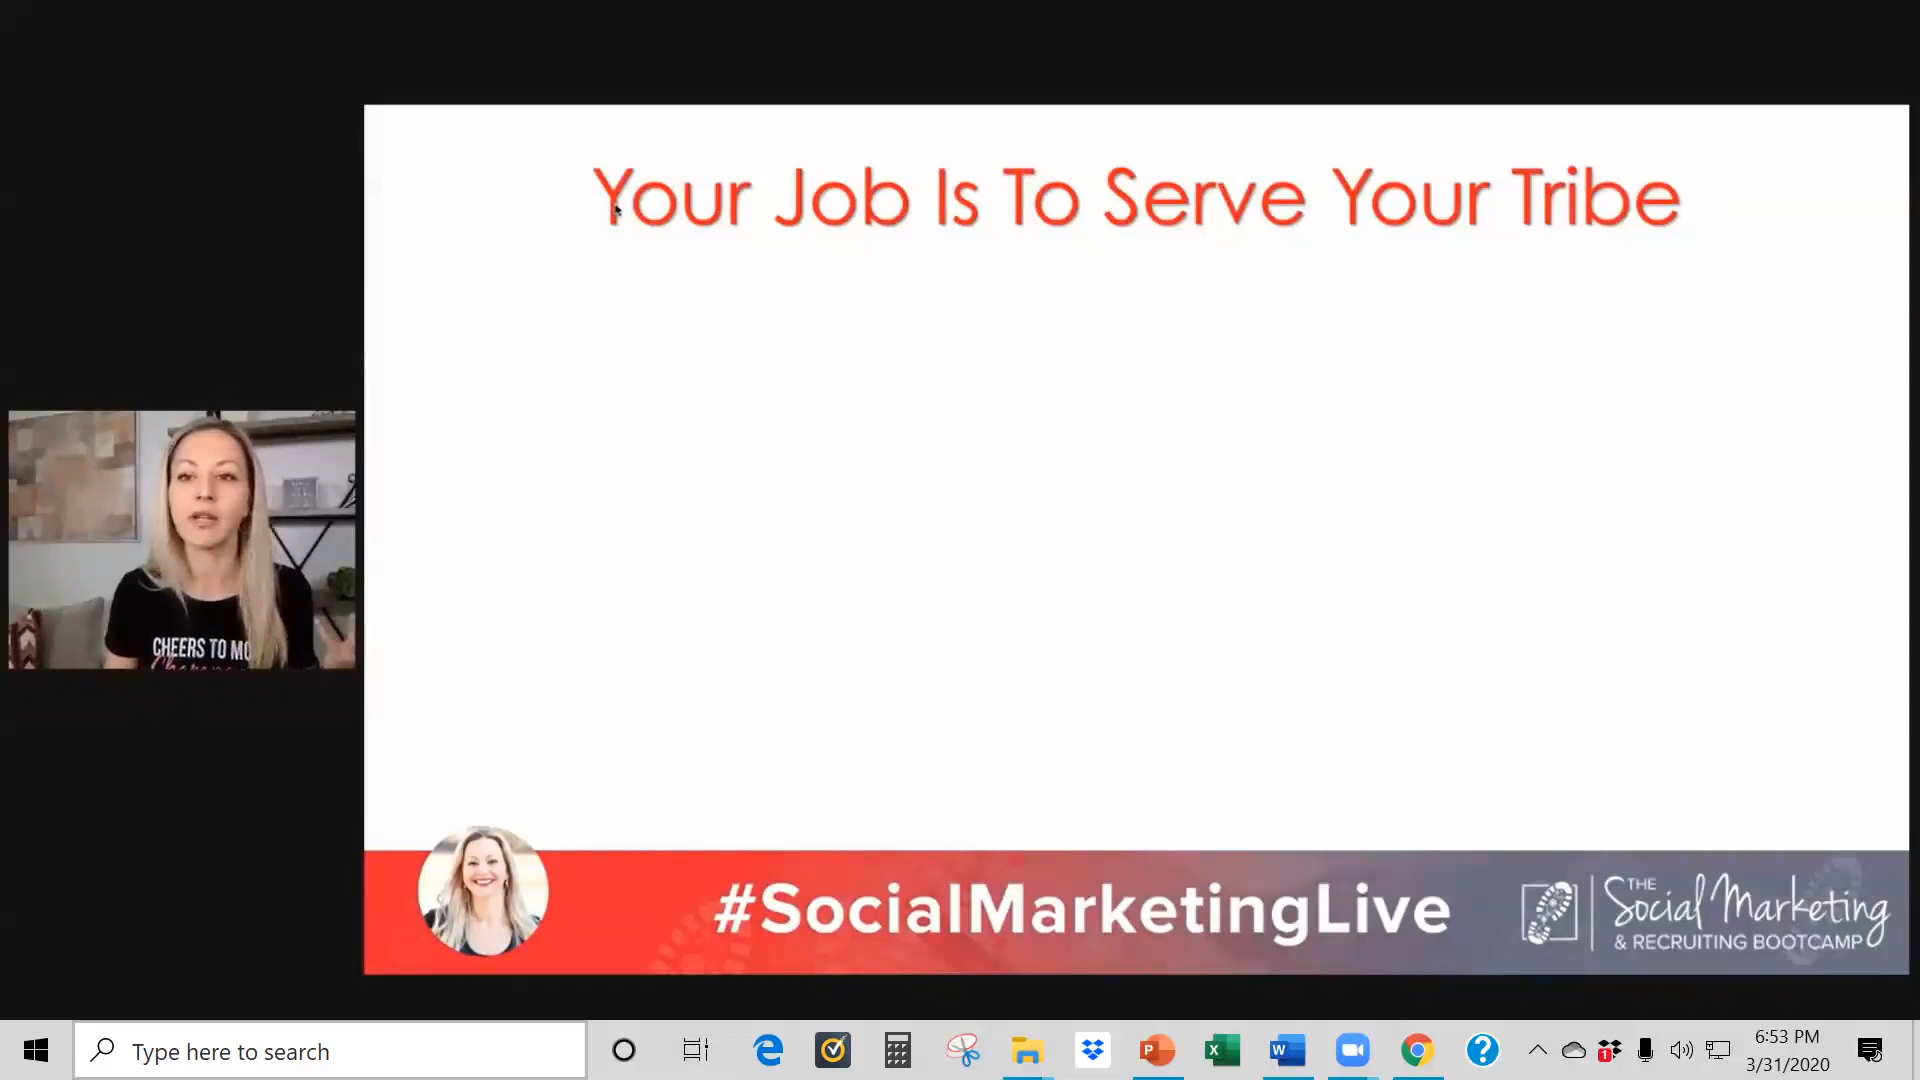 Your Job Is To Serve Your Tribe
CHEERS TO MO
#SocialMarketingLive
THE
Social Marketing
& RECRUITING BOOTCAMP
Type here to search
6:53 PM
3/31/2020
1